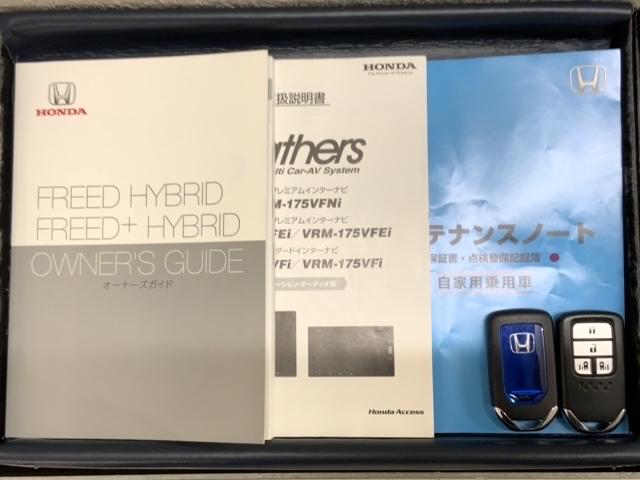 HONDA
FREED HYBRID
FREED+ HYBRID
OWNER'S GUIDE
オーナーズガイド
HONDA
The Power of Dreams
扱説明書
athers
ulti Car-AV System
プレミアムインターナビ
M-175VFNi
プレミアムインターナビ
FEi/VRM-175VFEi
ダードインターナビ
VFi/VRM-175VFi
ーション・オーディオ編
Honda Access
テナンスノート
保証書・点検整備記録簿
自家用乗用車